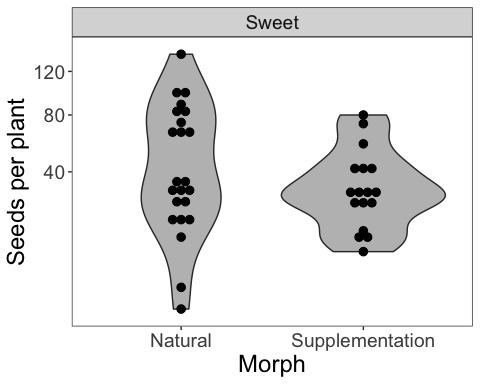 Sweet
120
80
40
Seeds per plant
Natural Supplementation
Morph